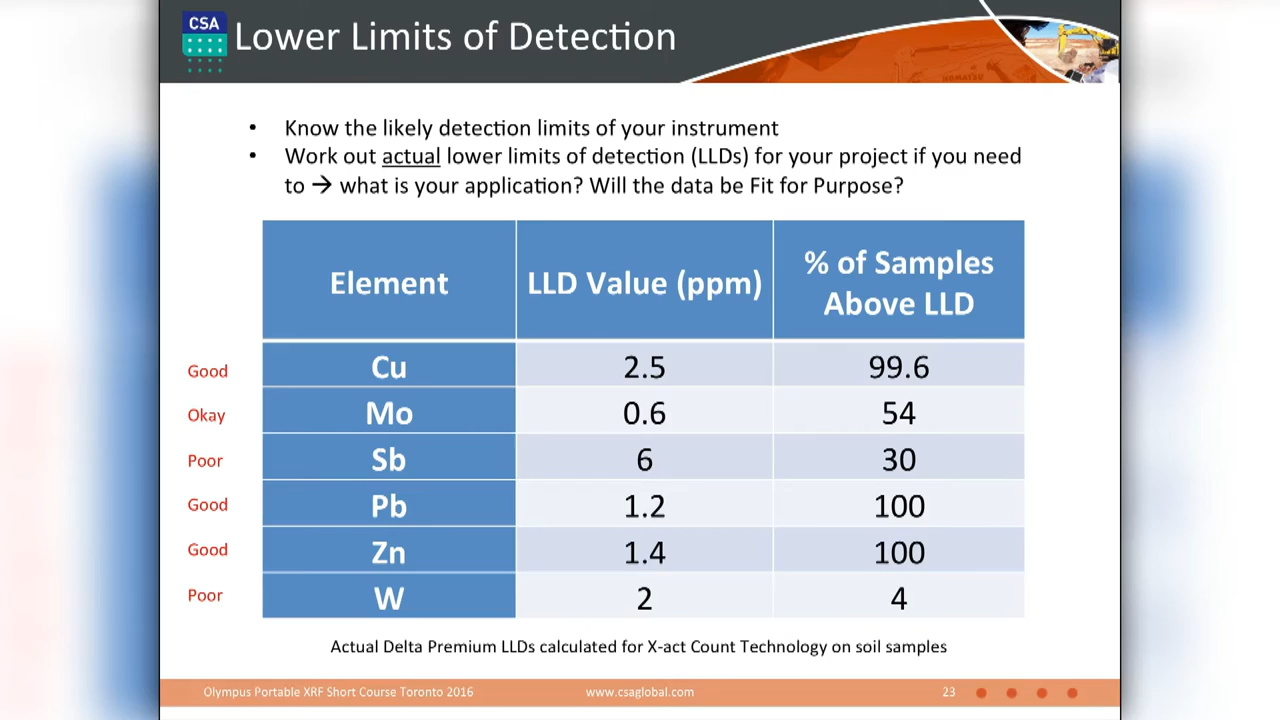 CSA
Lower Limits of Detection
• Know the likely detection limits of your instrument
• Work out actual lower limits of detection (LLDs) for your project if you need
to → what is your application? Will the data be Fit for Purpose?
Element LLD Value (ppm) % of Samples Above LLD
Good Cu 2.5 99.6
Okay Mo 0.6 54
Poor Sb 6 30
Good Pb 1.2 100
Good Zn 1.4 100
Poor W 2 4
Actual Delta Premium LLDs calculated for X-act Count Technology on soil samples
Olympus Portable XRF Short Course Toronto 2016 www.csaglobal.com 23
KOMATSU